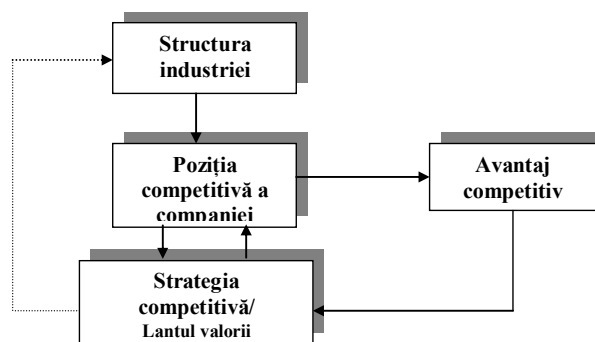 Structura
industriei
Poziția
competitivă a
companiei
Avantaj
competitiv
Strategia
competitivă/
Lantul valorii